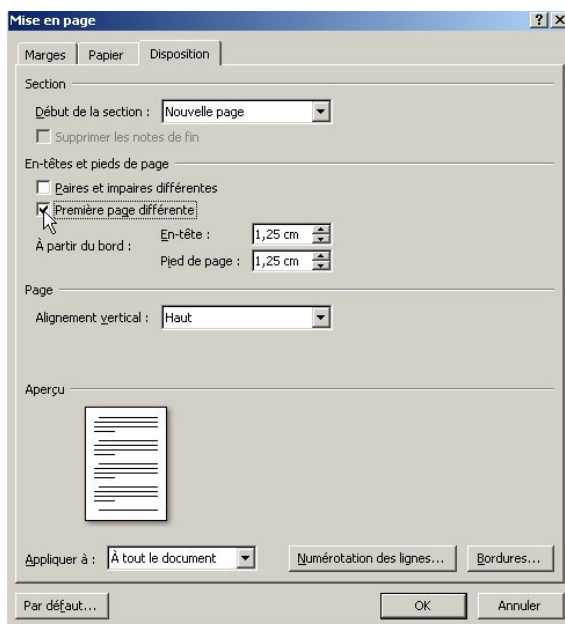 Mise en page
Marges Papier Disposition
Section
Début de la section : Nouvelle page
Supprimer les notes de fin
En-têtes et pieds de page
Paires et impaires différentes
Première page différente
À partir du bord :
En-tête : 1,25 cm
Pied de page : 1,25 cm
Page
Alignement vertical : Haut
Aperçu
Appliquer à : À tout le document Numérotation des lignes... Bordures...
Par défaut... OK Annuler